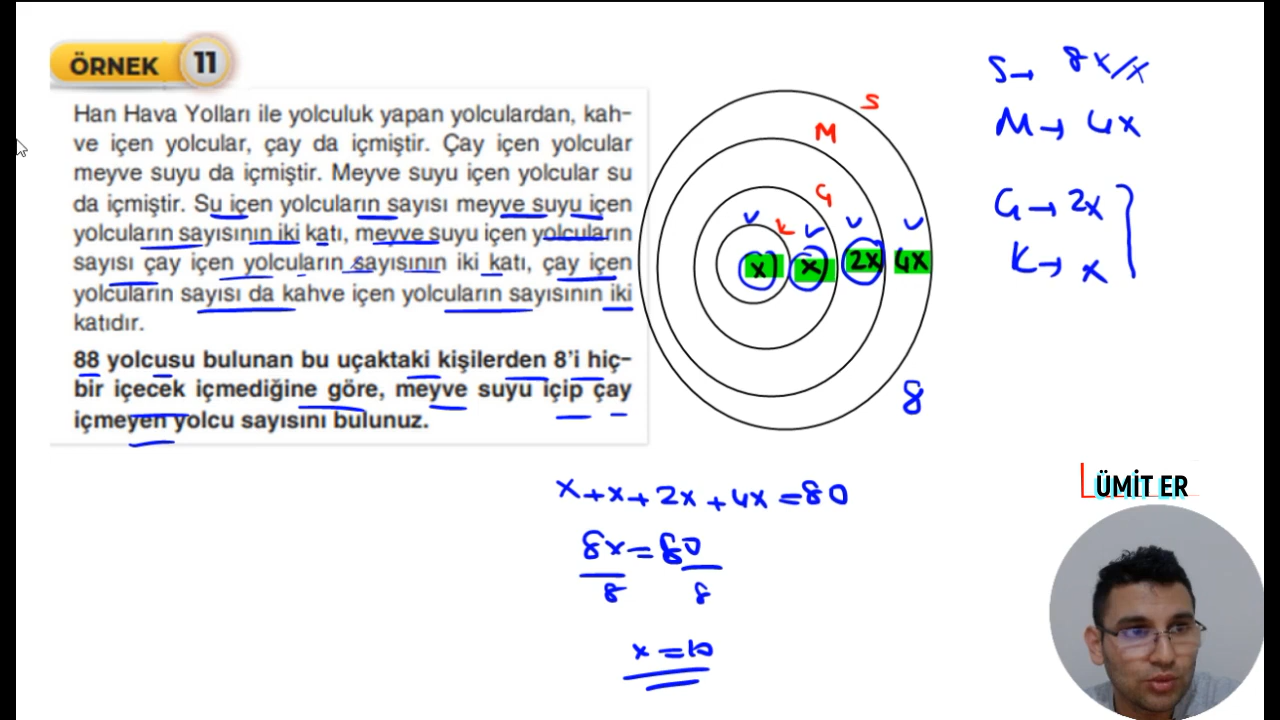 ÖRNEK 11
Han Hava Yolları ile yolculuk yapan yolculardan, kah-
ve içen yolcular, çay da içmiştir. Çay içen yolcular
meyve suyu da içmiştir. Meyve suyu içen yolcular su
da içmiştir. Su içen yolcuların sayısı meyve suyu içen
yolcuların sayısının iki katı, meyve suyu içen yolcuların
sayısı çay içen yolcuların sayısının iki katı, çay içen
yolcuların sayısı da kahve içen yolcuların sayısının iki
katıdır.
88 yolcusu bulunan bu uçaktaki kişilerden 8'i hiç-
bir içecek içmediğine göre, meyve suyu içip çay
içmeyen yolcu sayısını bulunuz.
S
M
Ç
K
x x 2x 4x
8
S→ 8x
M→ 4x
Ç→ 2x
K→ x
x+x+2x+4x=80
8x=80
8 8
x=10
ÜMİT ER